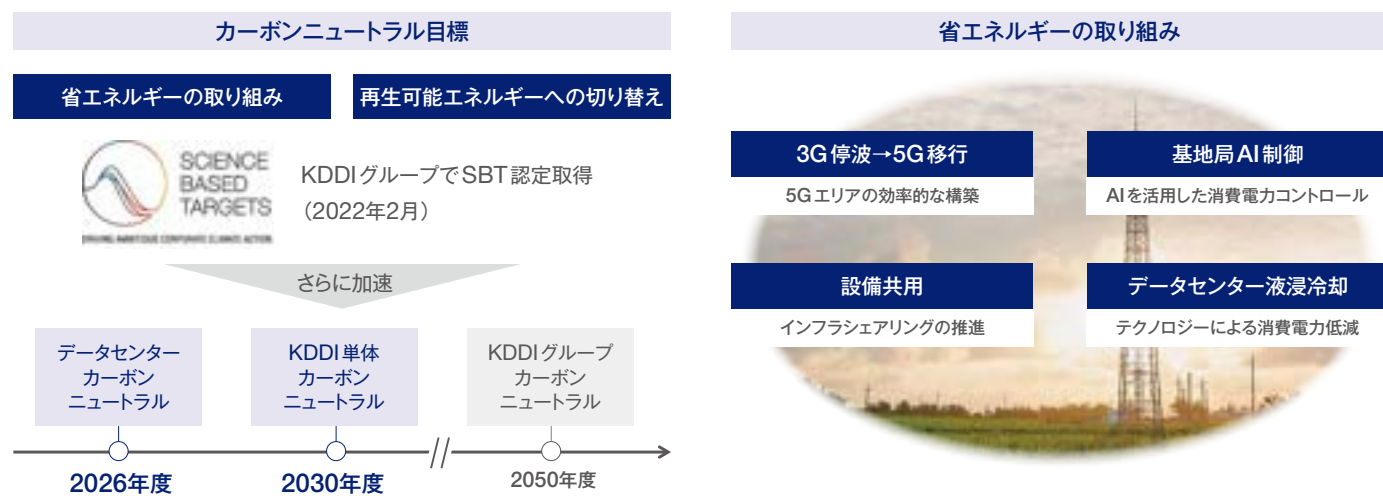 カーボンニュートラル目標
省エネルギーの取り組み
再生可能エネルギーへの切り替え
SCIENCE
BASED
TARGETS
DRIVING AMBITIOUS CORPORATE CLIMATE ACTION
KDDIグループでSBT認定取得
（2022年2月）
さらに加速
データセンター
カーボン
ニュートラル
2026年度
KDDI単体
カーボン
ニュートラル
2030年度
KDDIグループ
カーボン
ニュートラル
2050年度
省エネルギーの取り組み
3G停波→5G移行
5Gエリアの効率的な構築
基地局AI制御
AIを活用した消費電力コントロール
設備共用
インフラシェアリングの推進
データセンター液浸冷却
テクノロジーによる消費電力低減